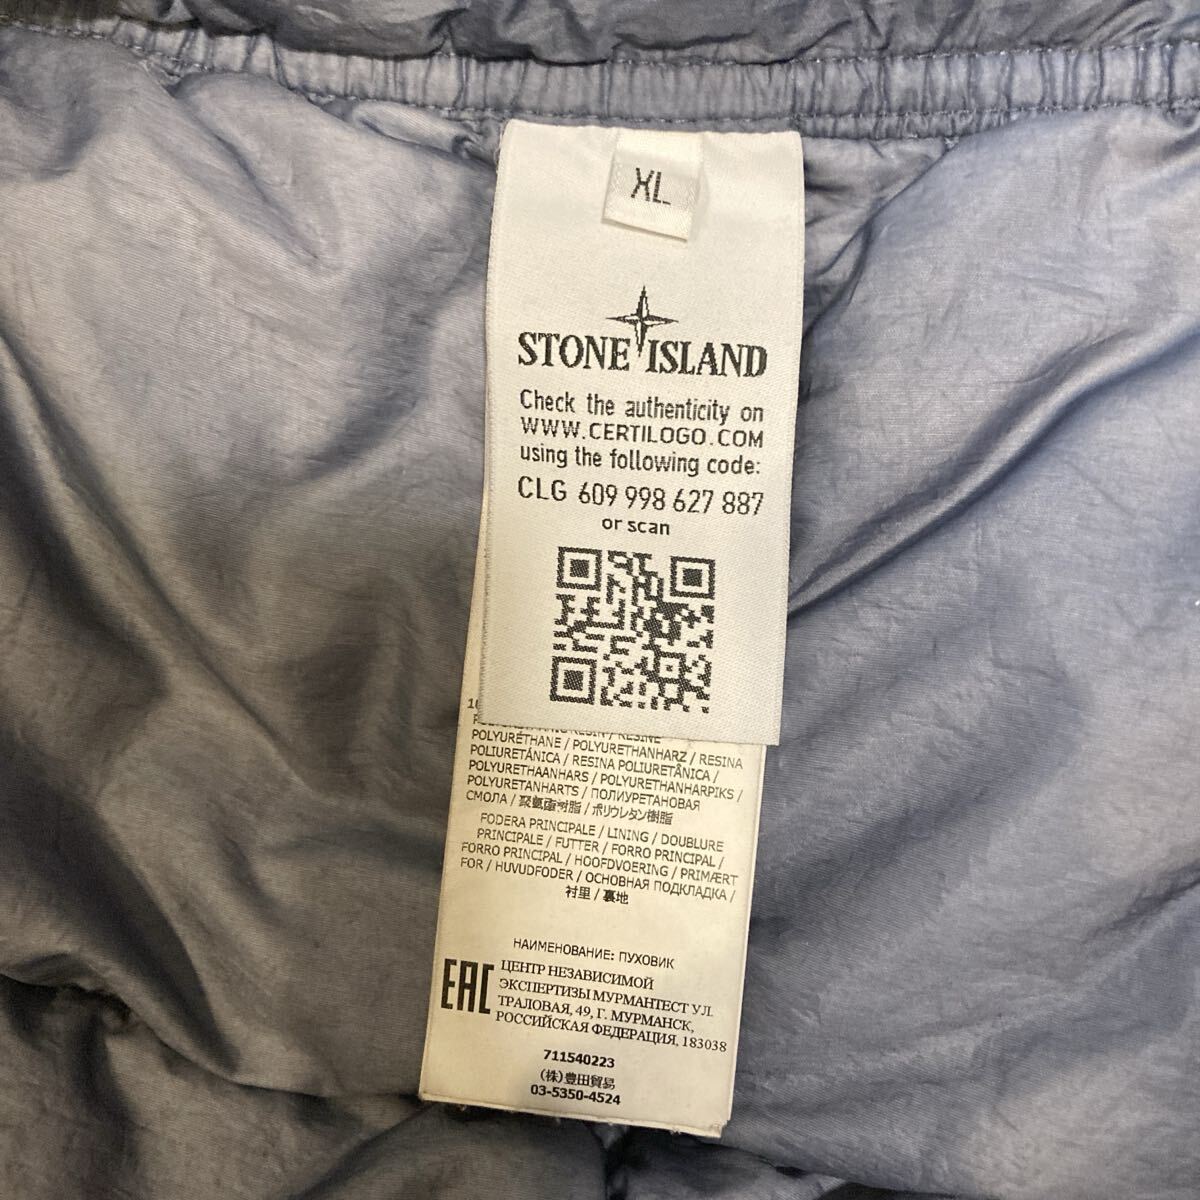 XL
STONE ISLAND
Check the authenticity on
WWW.CERTILOGO.COM
using the following code:
CLG 609 998 627 887
or scan
RESIN / RESINE
POLYURÉTHANE / POLYURETHANHARZ / RESINA
POLIURETÂNICA / RESINA POLIURETÂNICA /
POLYURETHAANHARS / POLYURETHANHARPIKS /
POLYURETANHARTS / ПОЛИУРЕТАНОВАЯ
СМОЛА / 聚氨酯树脂 / ポリウレタン樹脂
FODERA PRINCIPALE / LINING / DOUBLURE
PRINCIPALE / FUTTER / FORRO PRINCIPAL /
FORRO PRINCIPAL / HOOFDVOERING / PRIMÆRT
FOR / HUVUDFODER / ОСНОВНАЯ ПОДКЛАДКА /
衬里 / 裏地
НАИМЕНОВАНИЕ: ПУХОВИК
EAC
ЦЕНТР НЕЗАВИСИМОЙ
ЭКСПЕРТИЗЫ МУРМАНТЕСТ УЛ.
ТРАЛОВАЯ, 49, Г. МУРМАНСК,
РОССИЙСКАЯ ФЕДЕРАЦИЯ, 183038
711540223
(株)豊田貿易
03-5350-4524